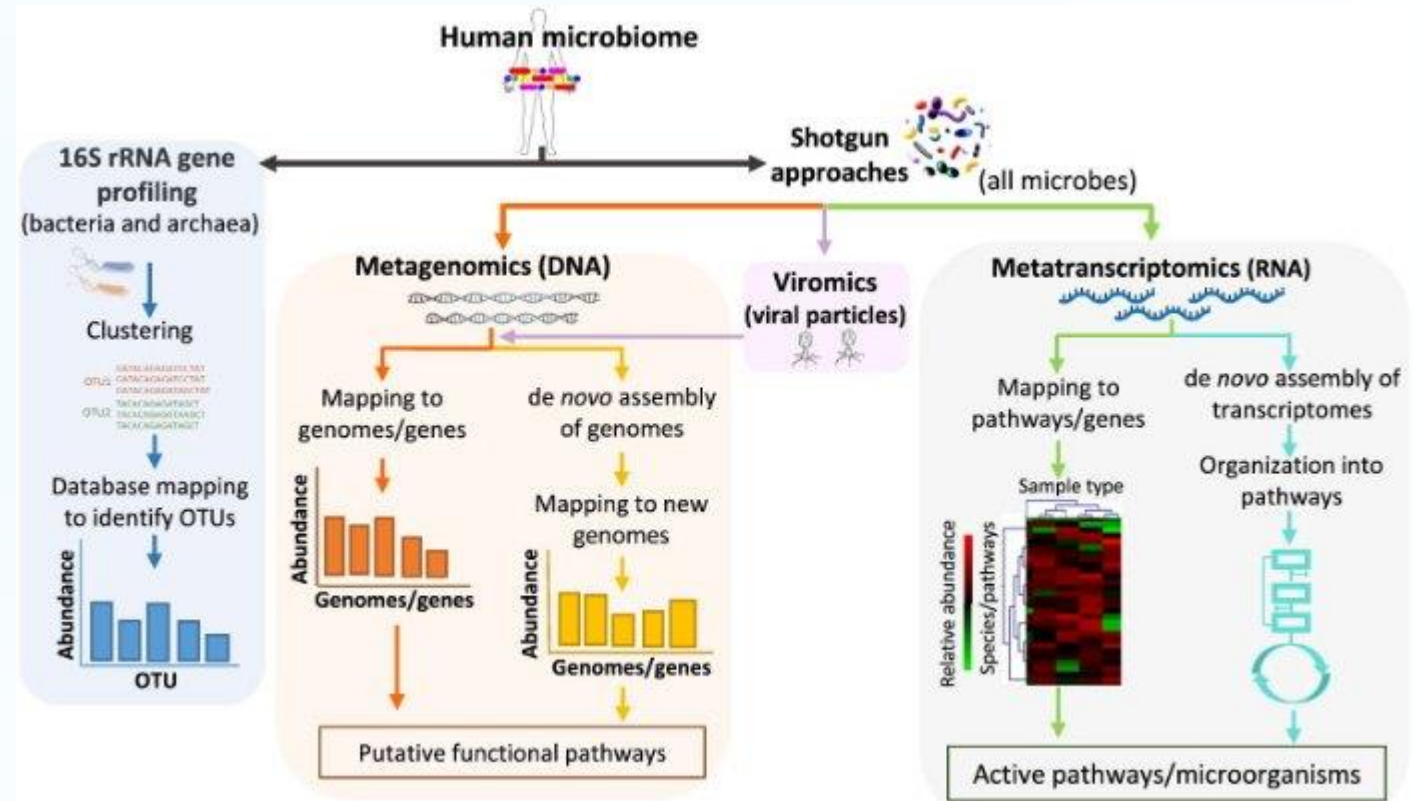 Human microbiome
16S rRNA gene
profiling
(bacteria and archaea)
Clustering
OTU1
OTU2
Database mapping
to identify OTUs
Abundance
OTU
Shotgun
approaches
(all microbes)
Metagenomics (DNA)
Mapping to
genomes/genes
Abundance
Genomes/genes
de novo assembly
of genomes
Mapping to new
genomes
Abundance
Genomes/genes
Putative functional pathways
Viromics
(viral particles)
Metatranscriptomics (RNA)
Mapping to
pathways/genes
Sample type
Relative abundance
Species/pathways
de novo assembly of
transcriptomes
Organization into
pathways
Active pathways/microorganisms